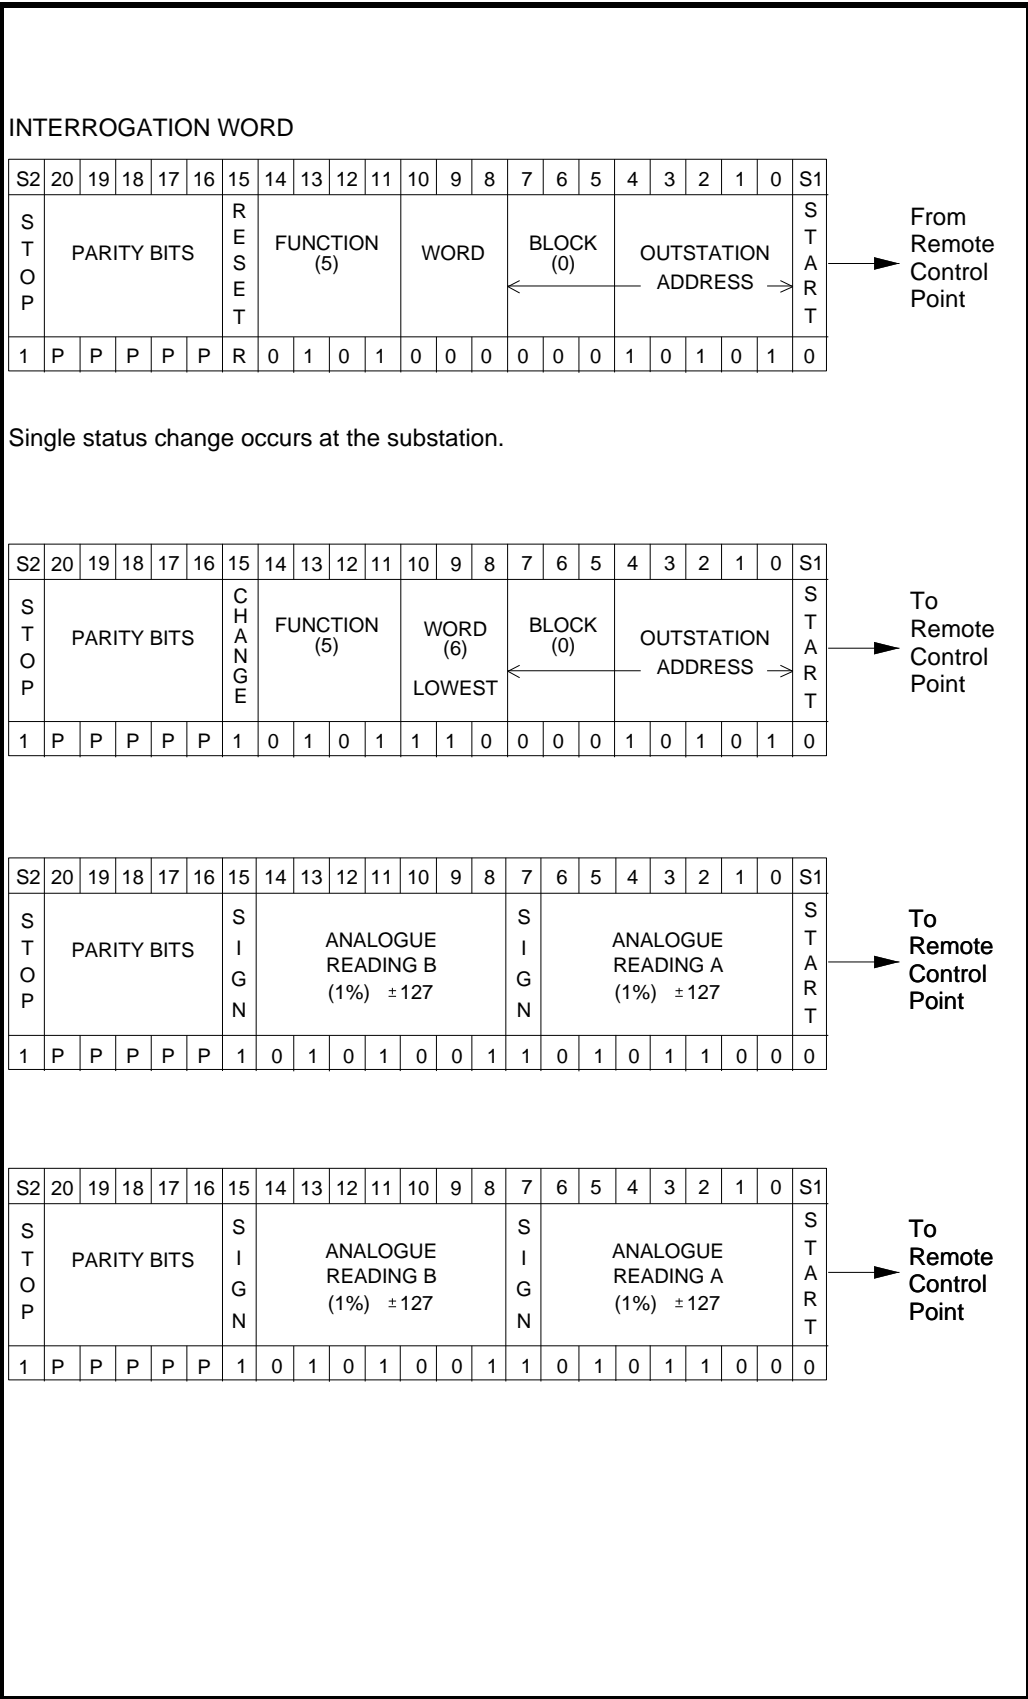 INTERROGATION WORD
S2 20 19 18 17 16 15 14 13 12 11 10 9 8 7 6 5 4 3 2 1 0 S1
STOP
PARITY BITS
RESET
FUNCTION
(5)
WORD
BLOCK
(0)
OUTSTATION
ADDRESS
START
From
Remote
Control
Point
1 P P P P P R 0 1 0 1 0 0 0 0 0 0 1 0 1 0 1 0
Single status change occurs at the substation.
S2 20 19 18 17 16 15 14 13 12 11 10 9 8 7 6 5 4 3 2 1 0 S1
STOP
PARITY BITS
CHANGE
FUNCTION
(5)
WORD
(6)
LOWEST
BLOCK
(0)
OUTSTATION
ADDRESS
START
To
Remote
Control
Point
1 P P P P P 1 0 1 0 1 1 1 0 0 0 0 1 0 1 0 1 0
S2 20 19 18 17 16 15 14 13 12 11 10 9 8 7 6 5 4 3 2 1 0 S1
STOP
PARITY BITS
SIGN
ANALOGUE
READING B
(1%) ±127
SIGN
ANALOGUE
READING A
(1%) ±127
START
To
Remote
Control
Point
1 P P P P P 1 0 1 0 1 0 0 1 1 0 1 0 1 1 0 0 0
S2 20 19 18 17 16 15 14 13 12 11 10 9 8 7 6 5 4 3 2 1 0 S1
STOP
PARITY BITS
SIGN
ANALOGUE
READING B
(1%) ±127
SIGN
ANALOGUE
READING A
(1%) ±127
START
To
Remote
Control
Point
1 P P P P P 1 0 1 0 1 0 0 1 1 0 1 0 1 1 0 0 0